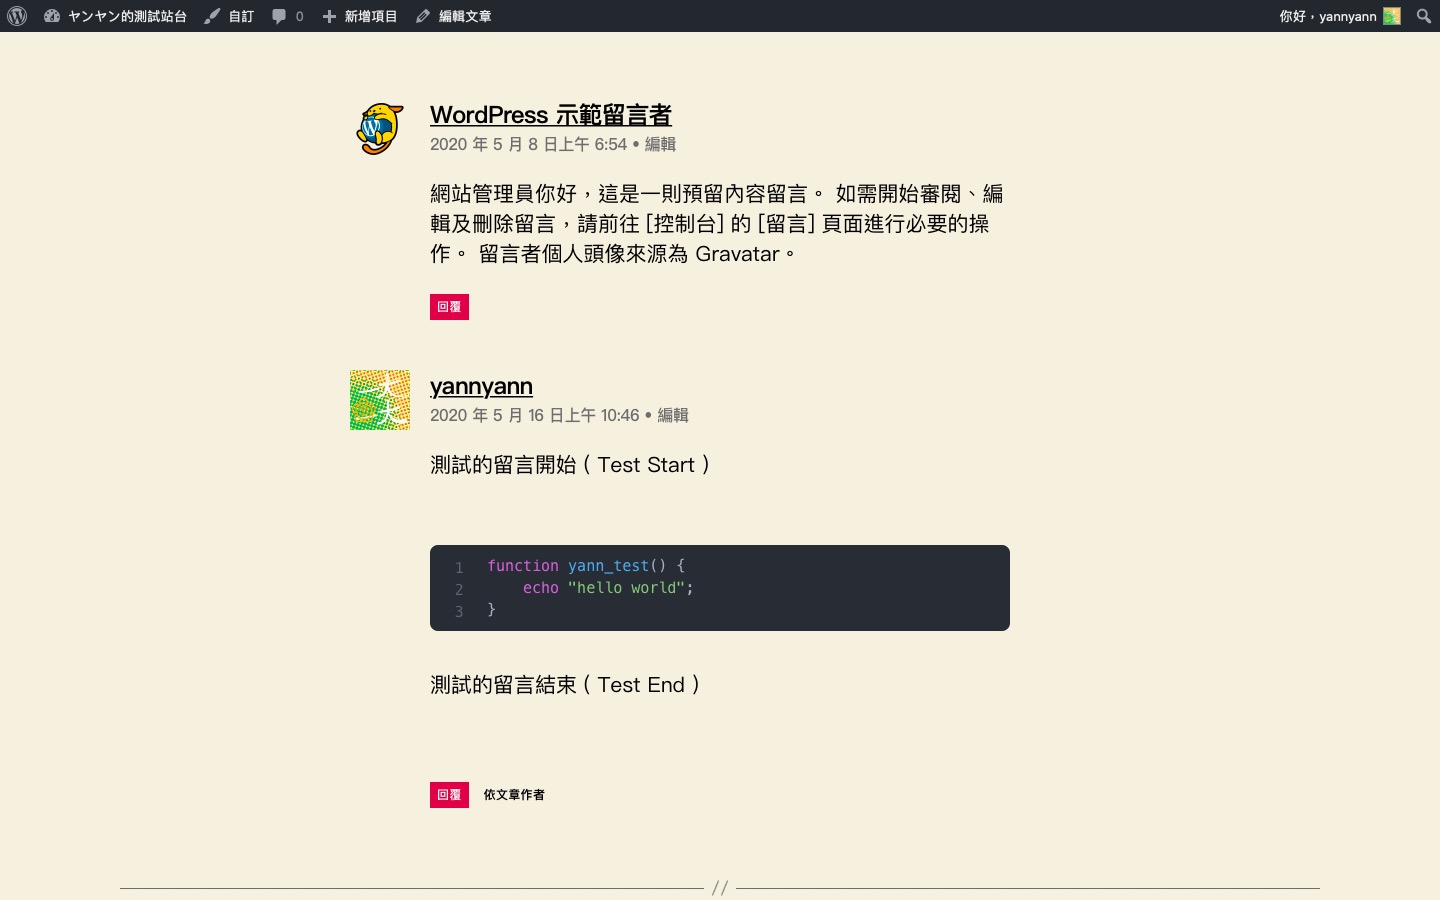 ヤンヤン的測試站台 自訂 0 新增項目 編輯文章 你好，yannyann
WordPress 示範留言者
2020 年 5 月 8 日上午 6:54 • 編輯
網站管理員你好，這是一則預留內容留言。 如需開始審閱、編
輯及刪除留言，請前往 [控制台] 的 [留言] 頁面進行必要的操
作。 留言者個人頭像來源為 Gravatar。
回覆
yannyann
2020 年 5 月 16 日上午 10:46 • 編輯
測試的留言開始 ( Test Start )
1 function yann_test() {
2     echo "hello world";
3 }
測試的留言結束 ( Test End )
回覆 依文章作者
//